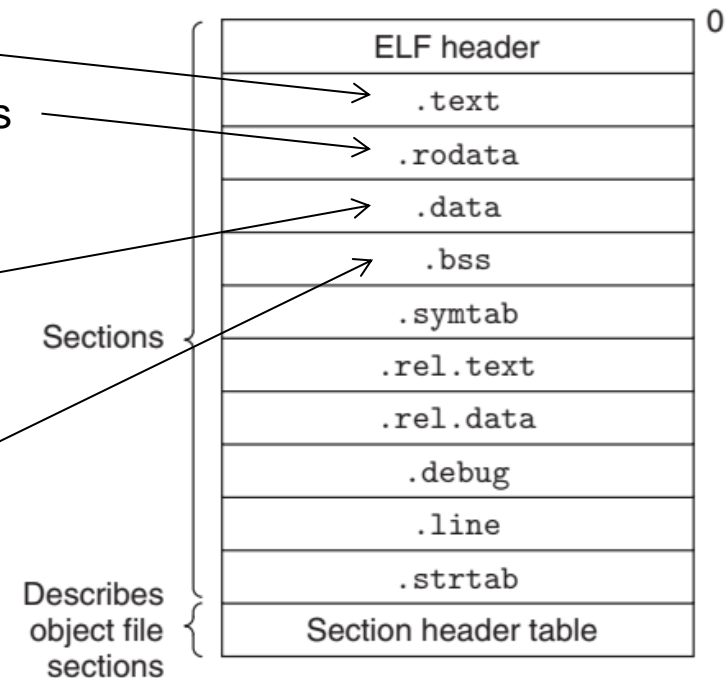 0
ELF header
.text
s
.rodata
.data
.bss
.symtab
Sections
.rel.text
.rel.data
.debug
.line
.strtab
Describes
object file
sections
Section header table